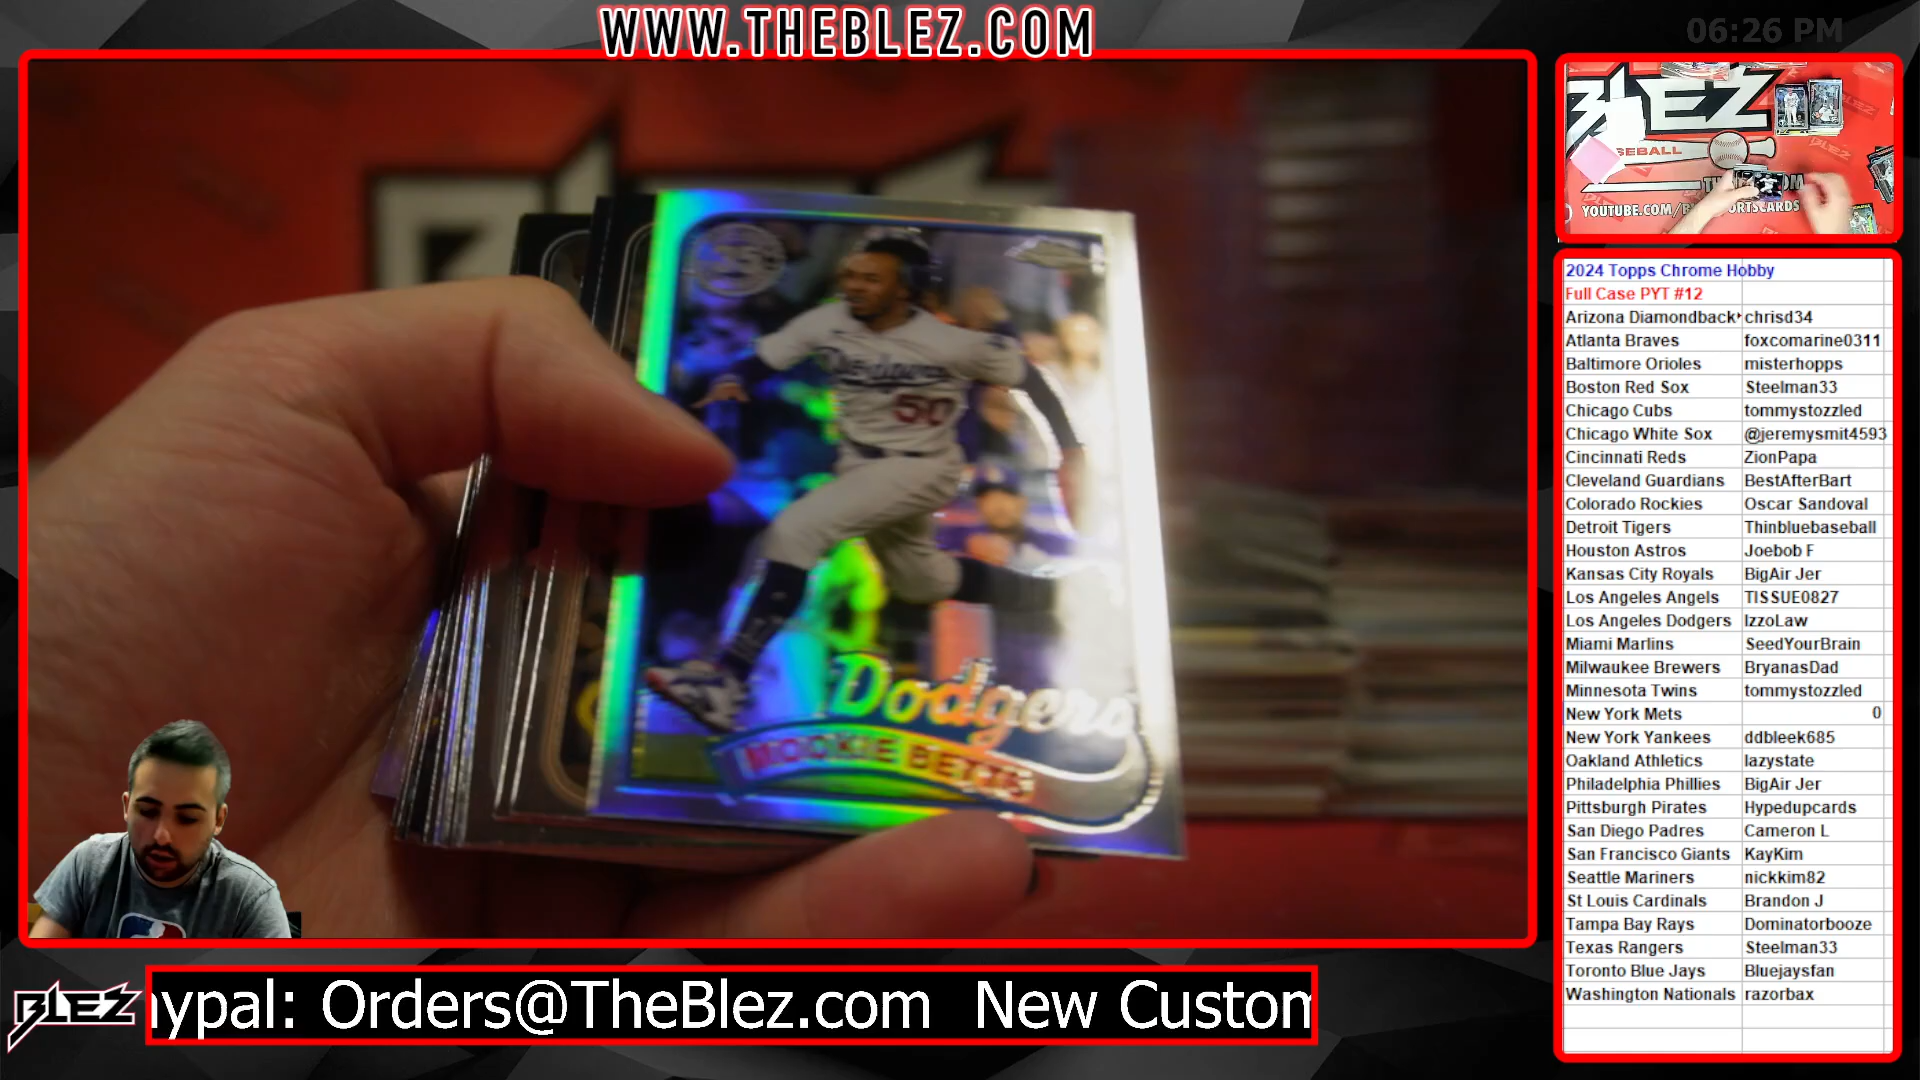 WWW.THEBLEZ.COM
06:26 PM
BLEZ
SEBALL
YOUTUBE.COM/
Dodgers
50
Dodgers
MOOKIE BETTS
2024 Topps Chrome Hobby
Full Case PYT #12
Arizona Diamondback chrisd34
Atlanta Braves foxcomarine0311
Baltimore Orioles misterhopps
Boston Red Sox Steelman33
Chicago Cubs tommystozzled
Chicago White Sox @jeremysmit4593
Cincinnati Reds ZionPapa
Cleveland Guardians BestAfterBart
Colorado Rockies Oscar Sandoval
Detroit Tigers Thinbluebaseball
Houston Astros Joebob F
Kansas City Royals BigAir Jer
Los Angeles Angels TISSUE0827
Los Angeles Dodgers IzzoLaw
Miami Marlins SeedYourBrain
Milwaukee Brewers BryanasDad
Minnesota Twins tommystozzled
New York Mets 0
New York Yankees ddbleek685
Oakland Athletics lazystate
Philadelphia Phillies BigAir Jer
Pittsburgh Pirates Hypedupcards
San Diego Padres Cameron L
San Francisco Giants KayKim
Seattle Mariners nickkim82
St Louis Cardinals Brandon J
Tampa Bay Rays Dominatorbooze
Texas Rangers Steelman33
Toronto Blue Jays Bluejaysfan
Washington Nationals razorbax
BLEZ
aypal: Orders@TheBlez.com New Custom